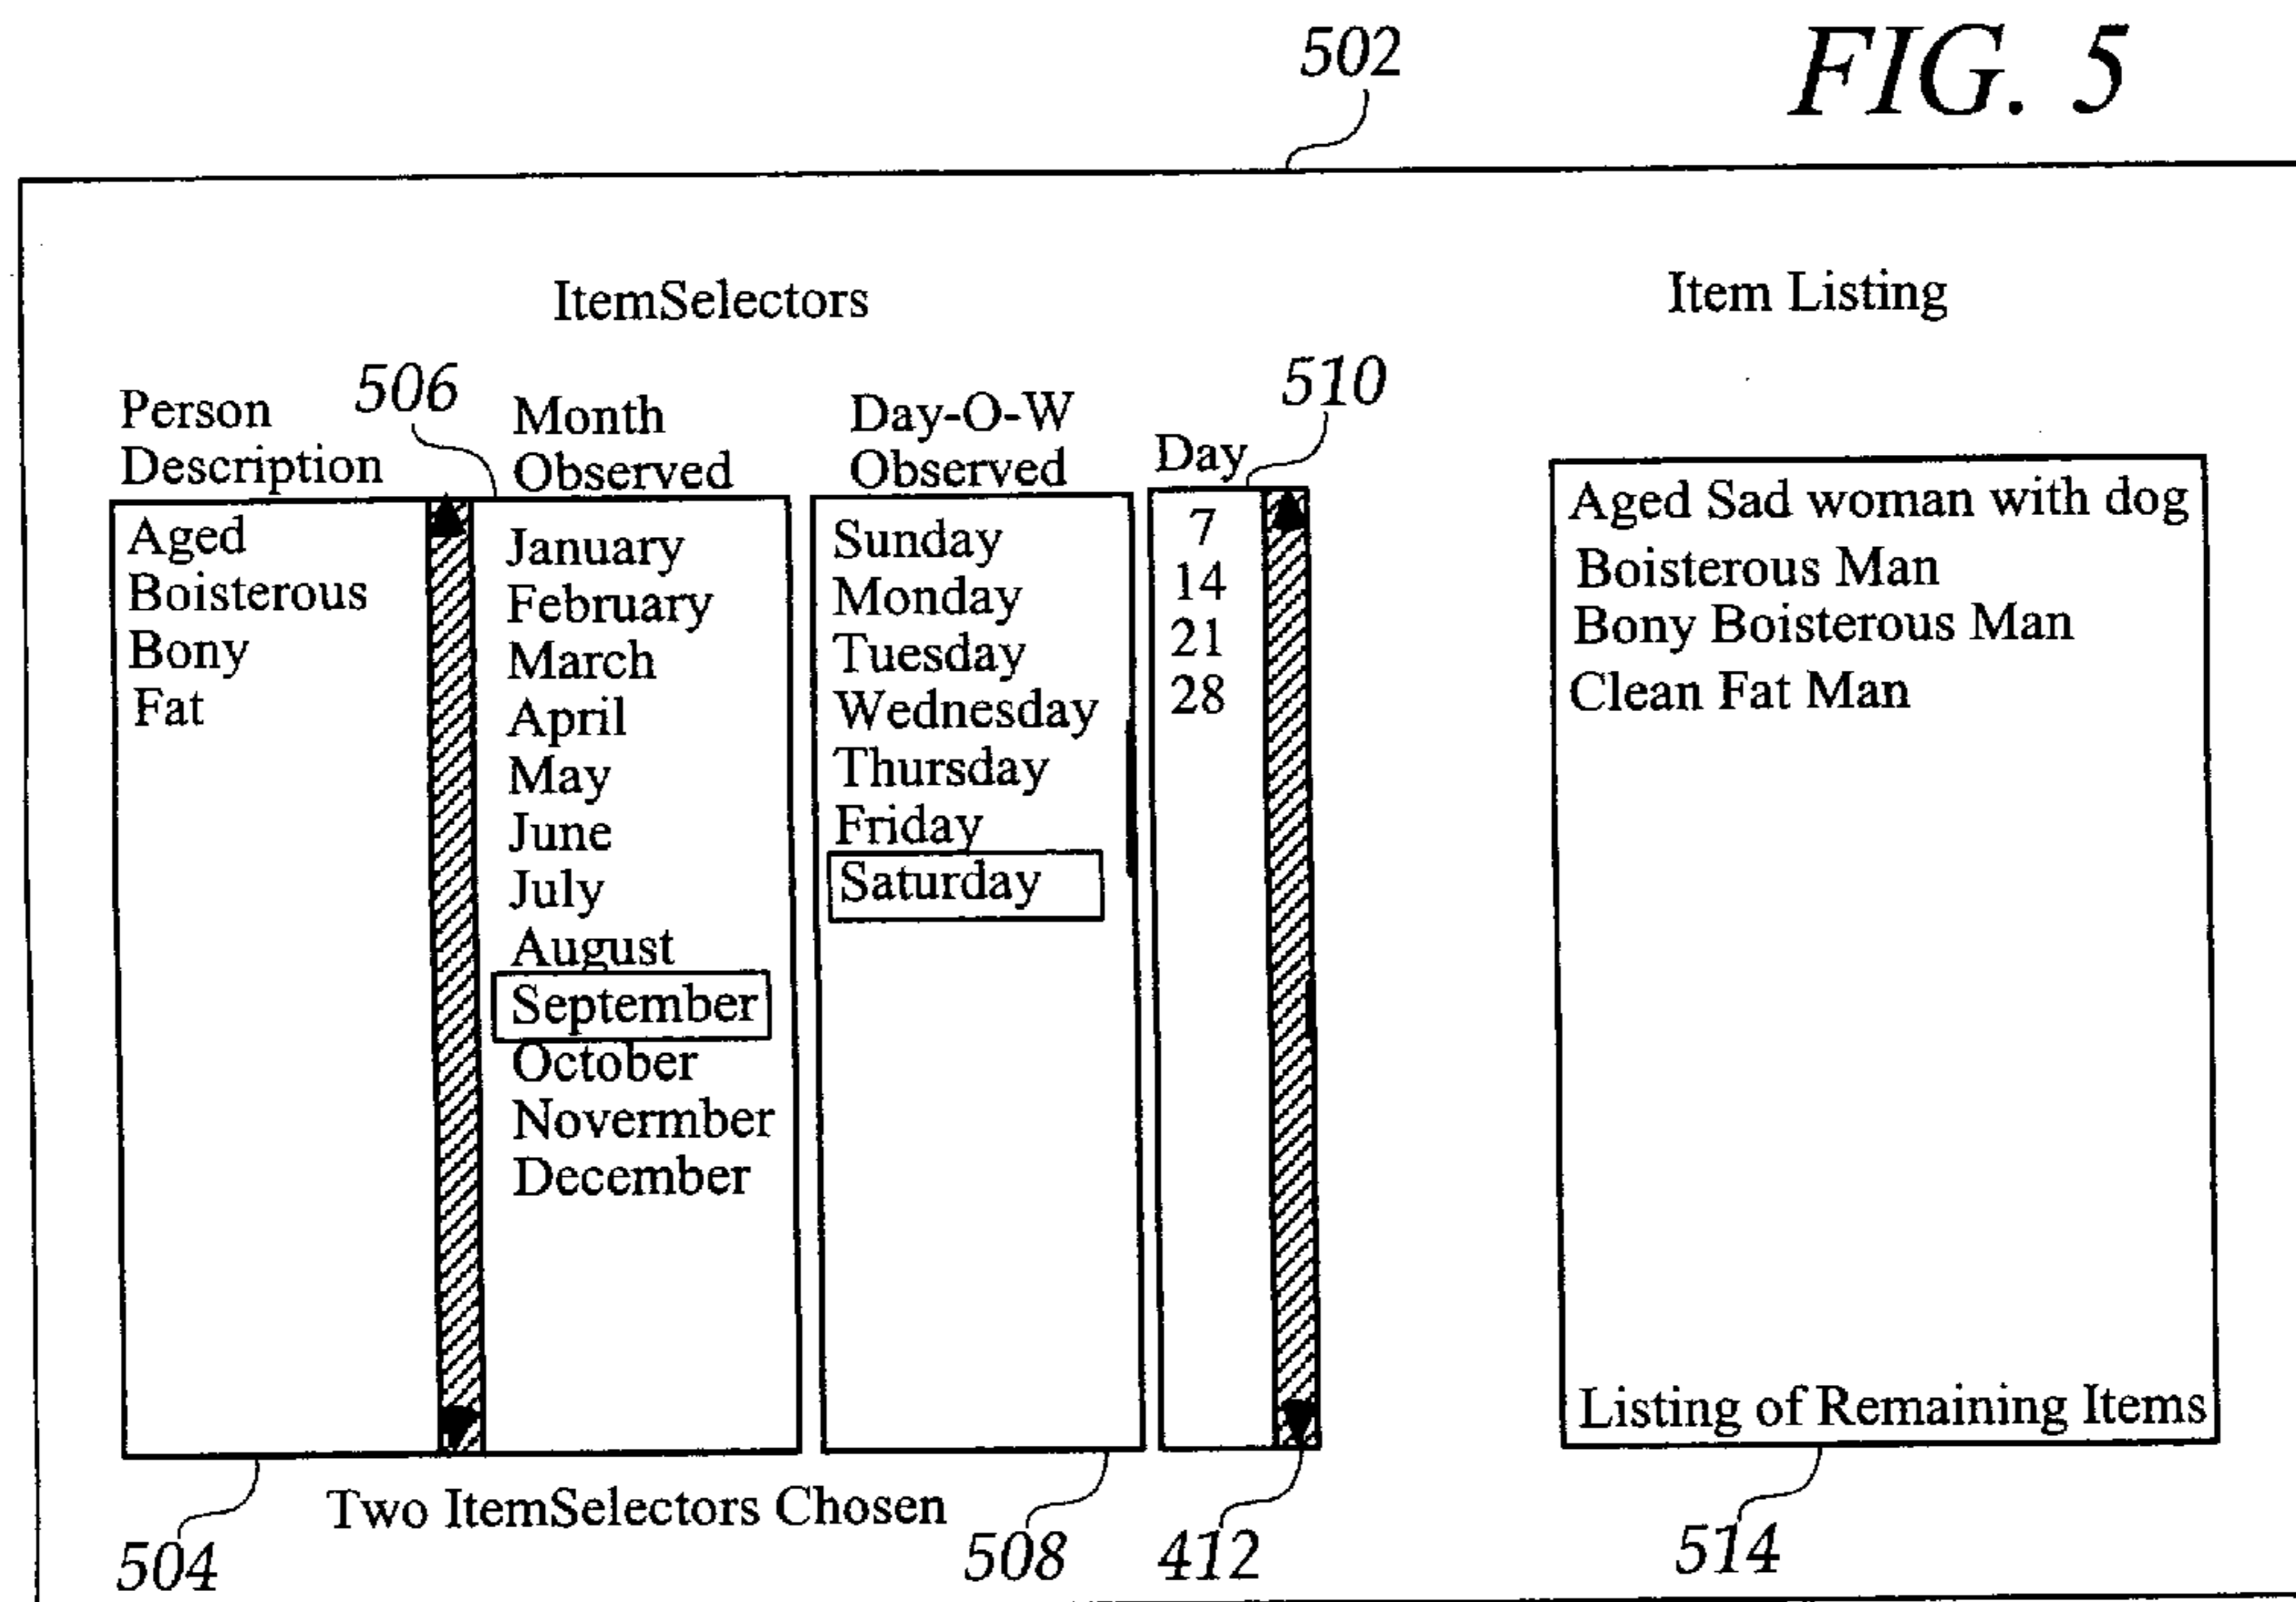 502
FIG. 5
ItemSelectors
Item Listing
Person
Description
506
Month
Observed
Day-O-W
Observed
Day
510
Aged
Boisterous
Bony
Fat
January
February
March
April
May
June
July
August
September
October
Novermber
December
Sunday
Monday
Tuesday
Wednesday
Thursday
Friday
Saturday
7
14
21
28
Aged Sad woman with dog
Boisterous Man
Bony Boisterous Man
Clean Fat Man
Listing of Remaining Items
Two ItemSelectors Chosen
504
508
412
514